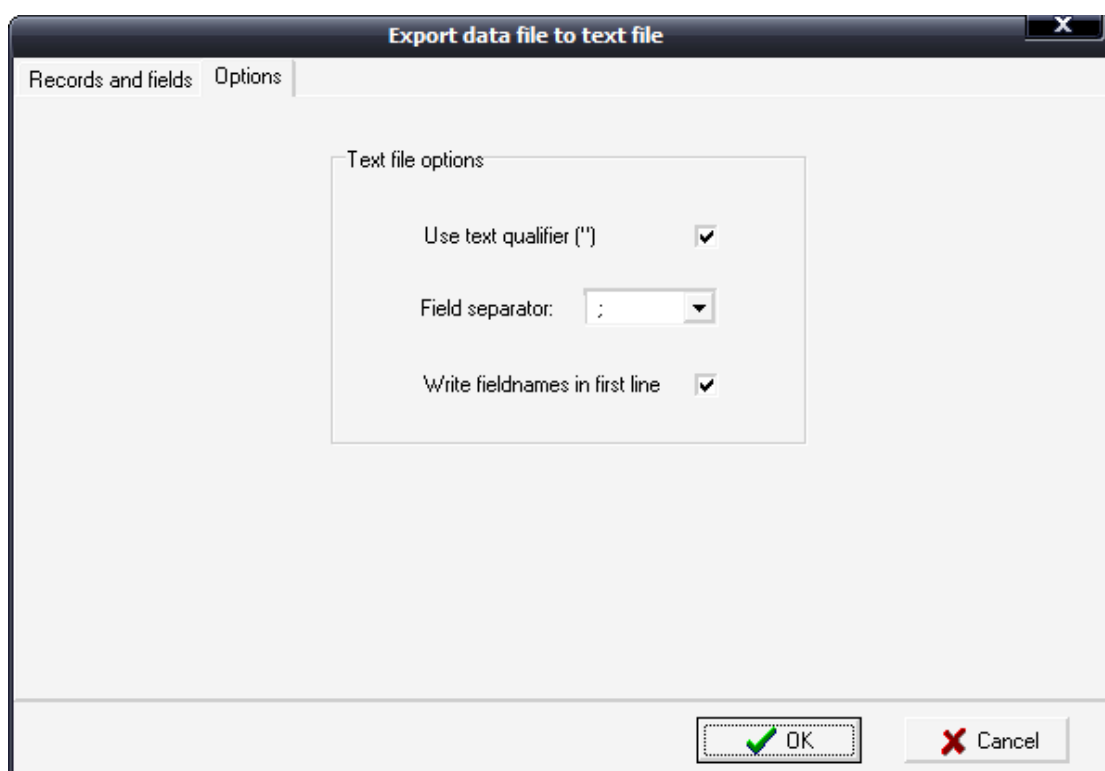 Export data file to text file
X
Records and fields Options
Text file options
Use text qualifier (")
Field separator: ;
Write fieldnames in first line
OK Cancel